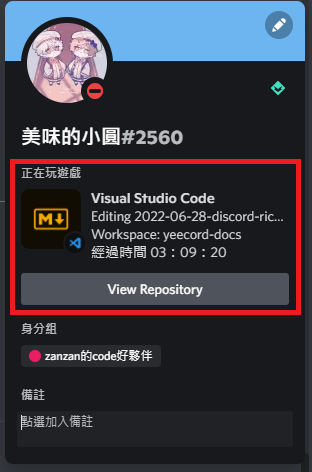 美味的小圓#2560
正在玩遊戲
M
Visual Studio Code
Editing 2022-06-28-discord-ric...
Workspace: yeecord-docs
經過時間 03：09：20
View Repository
身分組
zanzan的code好夥伴
備註
點選加入備註